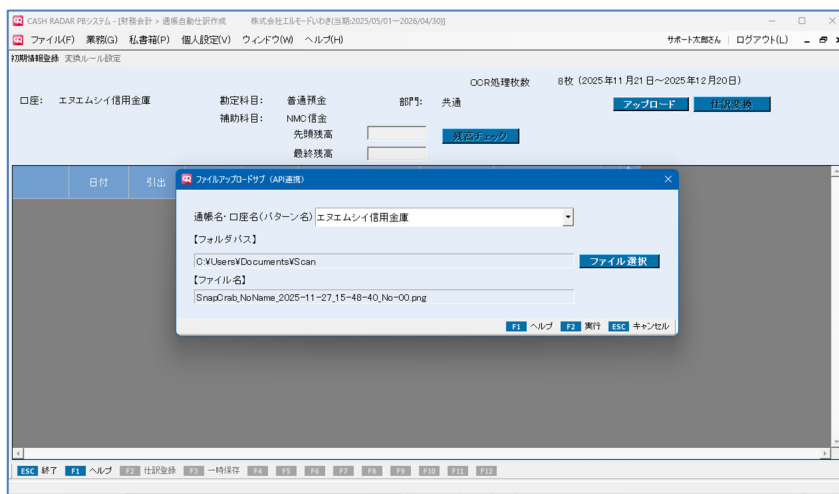 CASH RADAR PBシステム - [財務会計 > 通帳自動仕訳作成 株式会社エルモードいわき(当期:2025/05/01~2026/04/30)]
ファイル(F) 業務(G) 私書箱(P) 個人設定(V) ウィンドウ(W) ヘルプ(H) サポート太郎さん ログアウト(L)
初期情報登録 変換ルール設定
OCR処理枚数 8枚 (2025年11月21日~2025年12月20日)
口座: エヌエムシイ信用金庫 勘定科目: 普通預金 部門: 共通 アップロード 仕訳変換
補助科目: NMC信金
先頭残高 残高チェック
最終残高
日付 引出
ファイルアップロードサブ (API連携)
通帳名・口座名(パターン名) エヌエムシイ信用金庫
【フォルダパス】
C:¥Users¥Documents¥Scan ファイル選択
【ファイル名】
SnapCrab_NoName_2025-11-27_15-48-40_No-00.png
F1 ヘルプ F2 実行 ESC キャンセル
ESC 終了 F1 ヘルプ F2 仕訳登録 F3 一時保存 F4 F5 F6 F7 F8 F9 F10 F11 F12